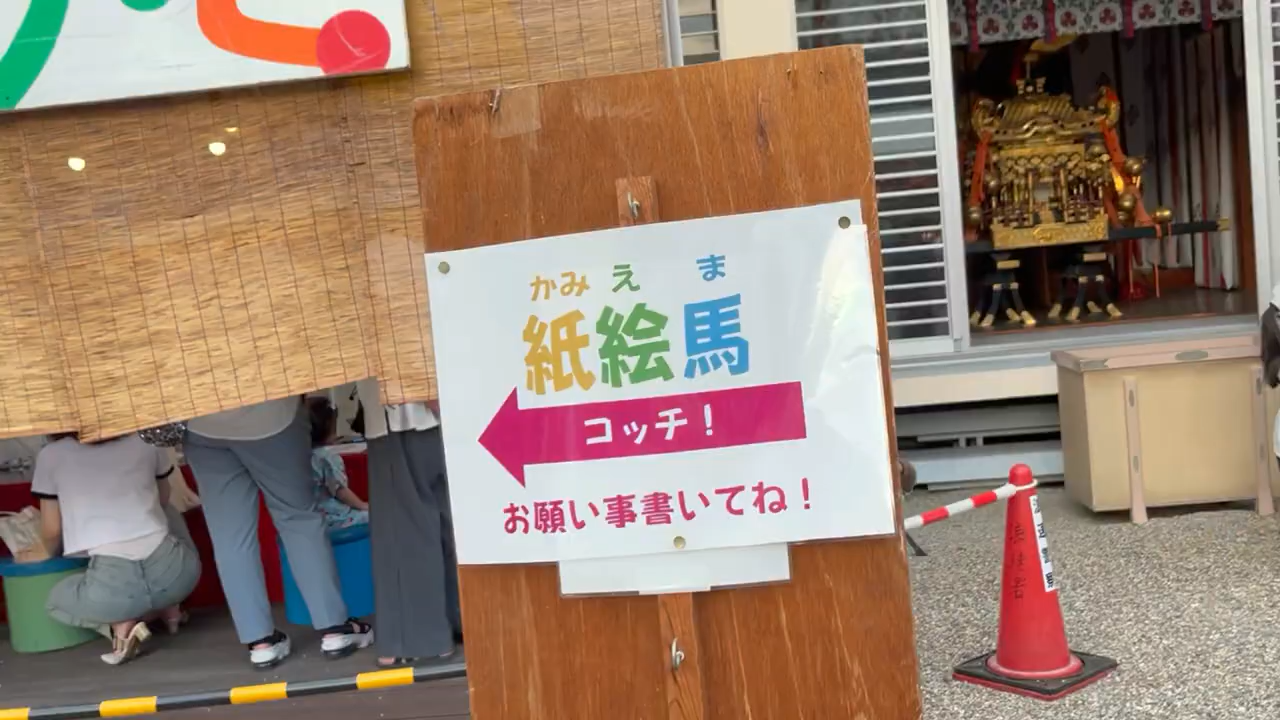 かみ え ま
紙絵馬
コッチ!
お願い事書いてね!